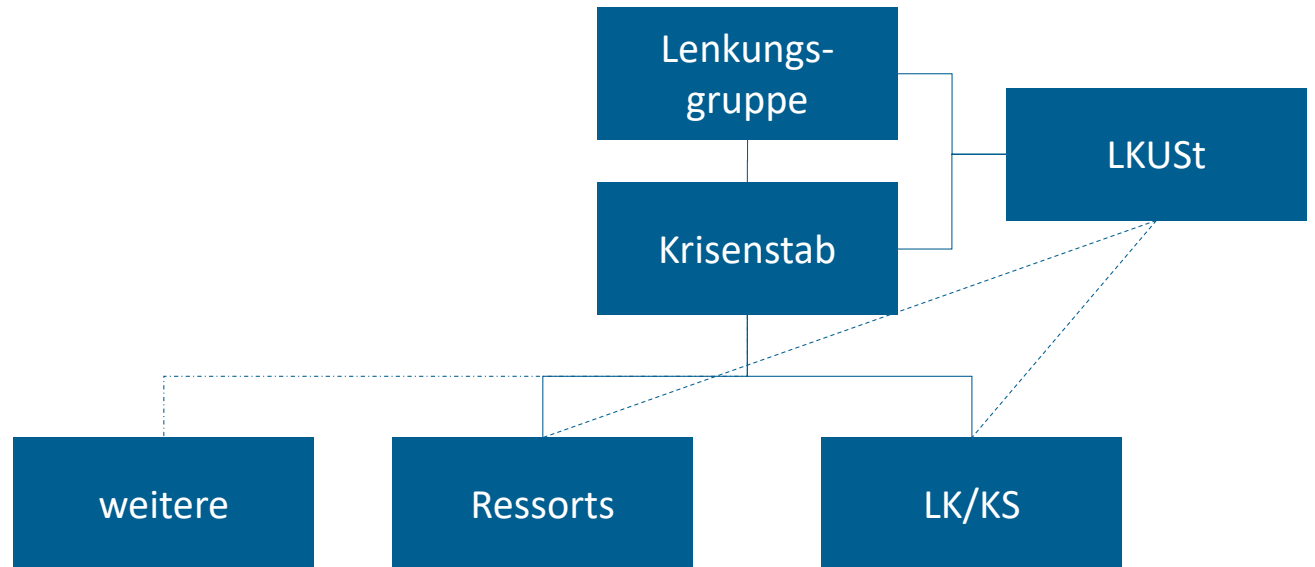 Lenkungs-
gruppe
LKUSt
Krisenstab
weitere
Ressorts
LK/KS